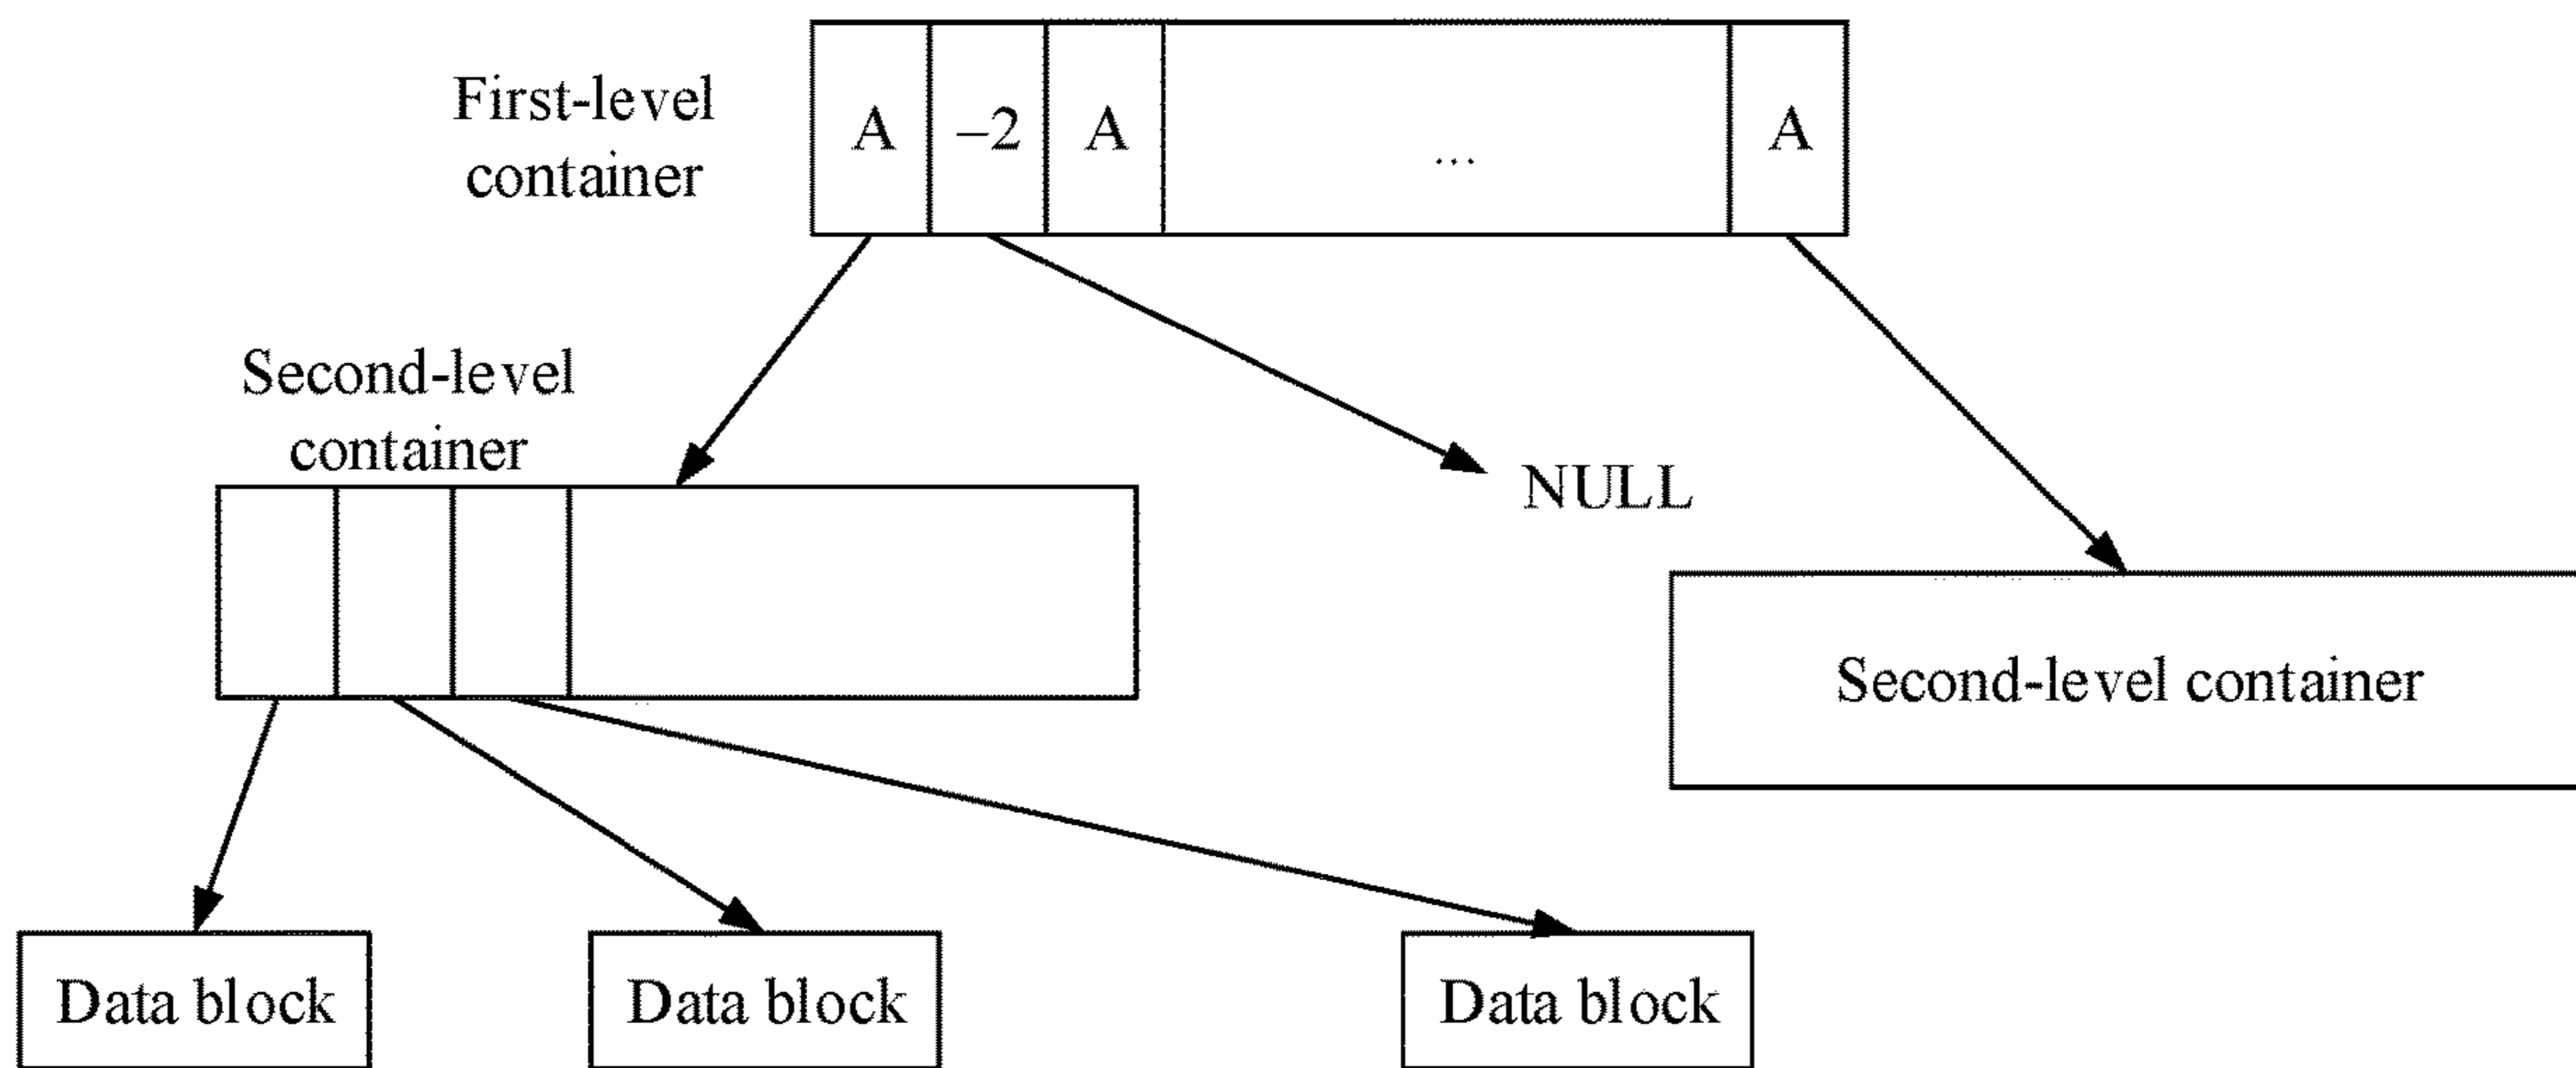 First-level
container
A
–2
A
...
A
Second-level
container
NULL
Second-level container
Data block
Data block
Data block